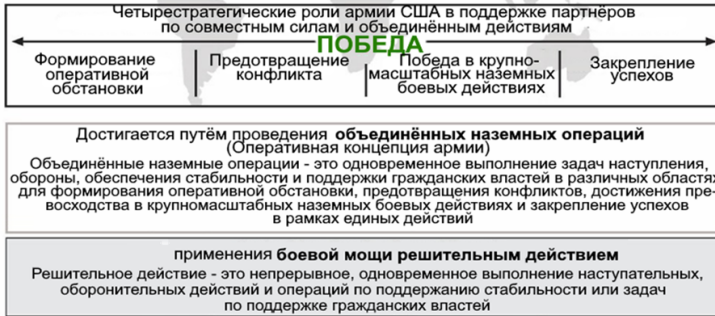 Четырестратегические роли армии США в поддержке партнёров
по совместным силам и объединённым действиям
ПОБЕДА
Формирование
оперативной
обстановки
Предотвращение
конфликта
Победа в крупно-
масштабных наземных
боевых действиях
Закрепление
успехов
Достигается путём проведения объединённых наземных операций
(Оперативная концепция армии)
Объединённые наземные операции - это одновременное выполнение задач наступления,
обороны, обеспечения стабильности и поддержки гражданских властей в различных областях
для формирования оперативной обстановки, предотвращения конфликтов, достижения пре-
восходства в крупномасштабных наземных боевых действиях и закрепление успехов
в рамках единых действий
применения боевой мощи решительным действием
Решительное действие - это непрерывное, одновременное выполнение наступательных,
оборонительных действий и операций по поддержанию стабильности или задач
по поддержке гражданских властей